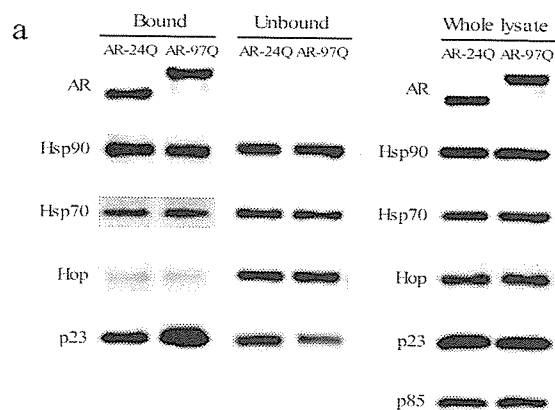 a
Bound Unbound Whole lysate
AR-24Q AR-97Q AR-24Q AR-97Q AR-24Q AR-97Q
AR AR
Hsp90 Hsp90
Hsp70 Hsp70
Hop Hop
p23 p23
p85